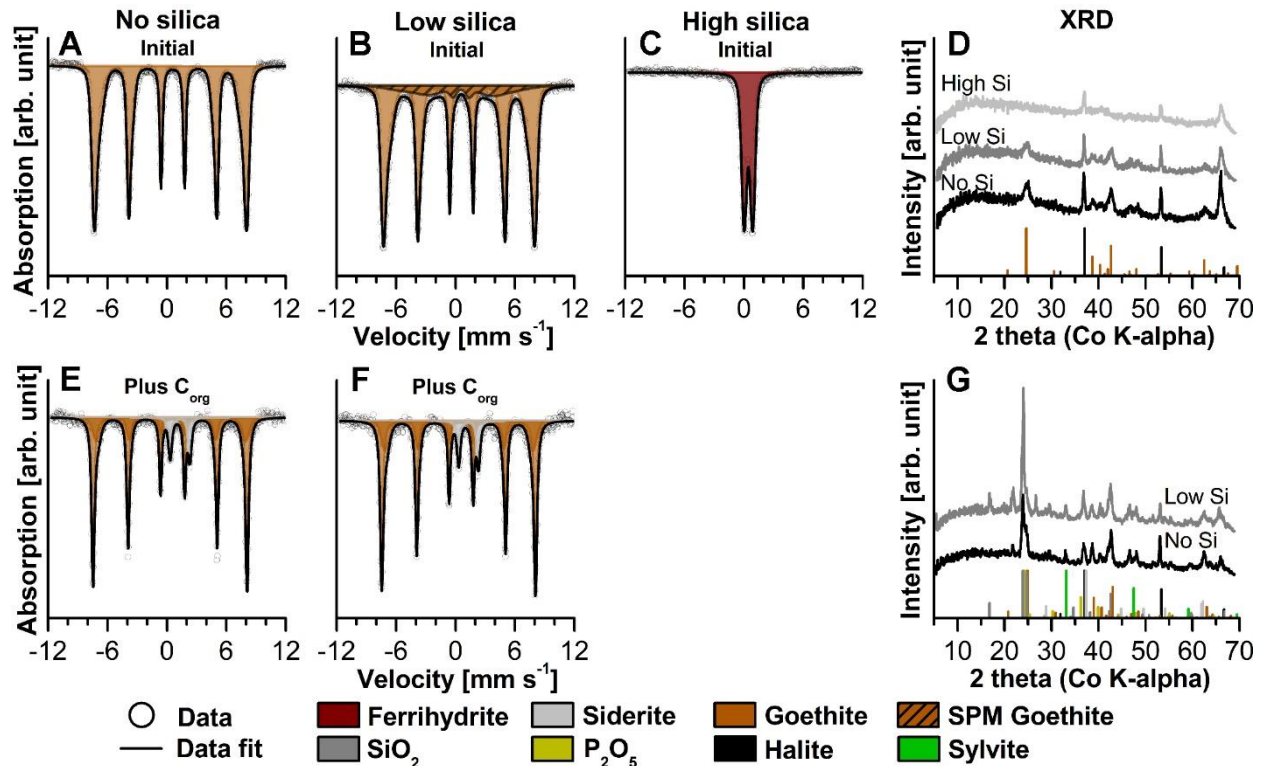 No silica
Low silica
High silica
XRD
A
Initial
B
Initial
C
Initial
D
Absorption [arb. unit]
-12 -6 0 6 12
-12 -6 0 6 12
-12 -6 0 6 12
Velocity [mm s⁻¹]
Intensity [arb. unit]
High Si
Low Si
No Si
10 20 30 40 50 60 70
2 theta (Co K-alpha)
E
Plus C_org
F
Plus C_org
G
Absorption [arb. unit]
-12 -6 0 6 12
-12 -6 0 6 12
Velocity [mm s⁻¹]
Intensity [arb. unit]
Low Si
No Si
10 20 30 40 50 60 70
2 theta (Co K-alpha)
Data
Ferrihydrite
Siderite
Goethite
SPM Goethite
Data fit
SiO₂
P₂O₅
Halite
Sylvite